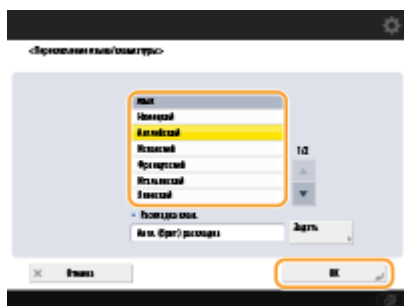 <Переключение языка/клавиатуры>
Язык
Немецкий
Английский
Испанский
Французский
Итальянский
Японский
1/2
Раскладка клав.
Англ. (брит) раскладка
Задать
Отмена
OK